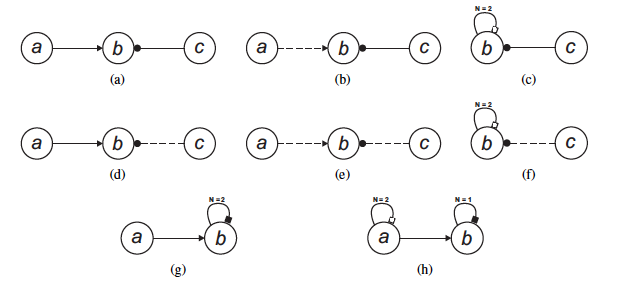 N=2
a b c a b c b c
(a) (b) (c)
N=2
a b c a b c b c
(d) (e) (f)
N=2 N=2 N=1
a b a b
(g) (h)